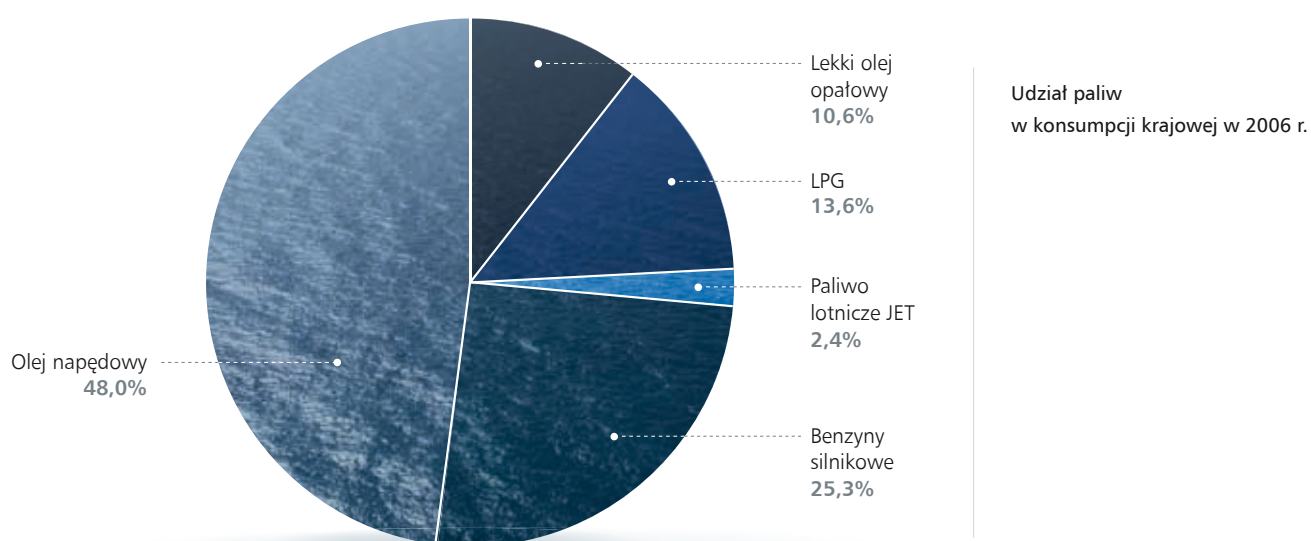 Lekki olej
opałowy
10,6%
LPG
13,6%
Paliwo
lotnicze JET
2,4%
Benzyny
silnikowe
25,3%
Olej napędowy
48,0%
Udział paliw
w konsumpcji krajowej w 2006 r.